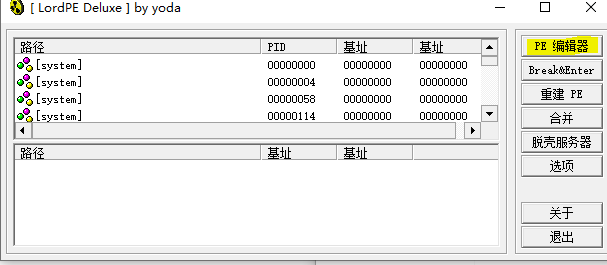 [ LordPE Deluxe ] by yoda
路径 PID 基址 基址
[system] 00000000 00000000 00000000
[system] 00000004 00000000 00000000
[system] 00000058 00000000 00000000
[system] 00000114 00000000 00000000
路径 基址 基址
PE 编辑器
Break&Enter
重建 PE
合并
脱壳服务器
选项
关于
退出